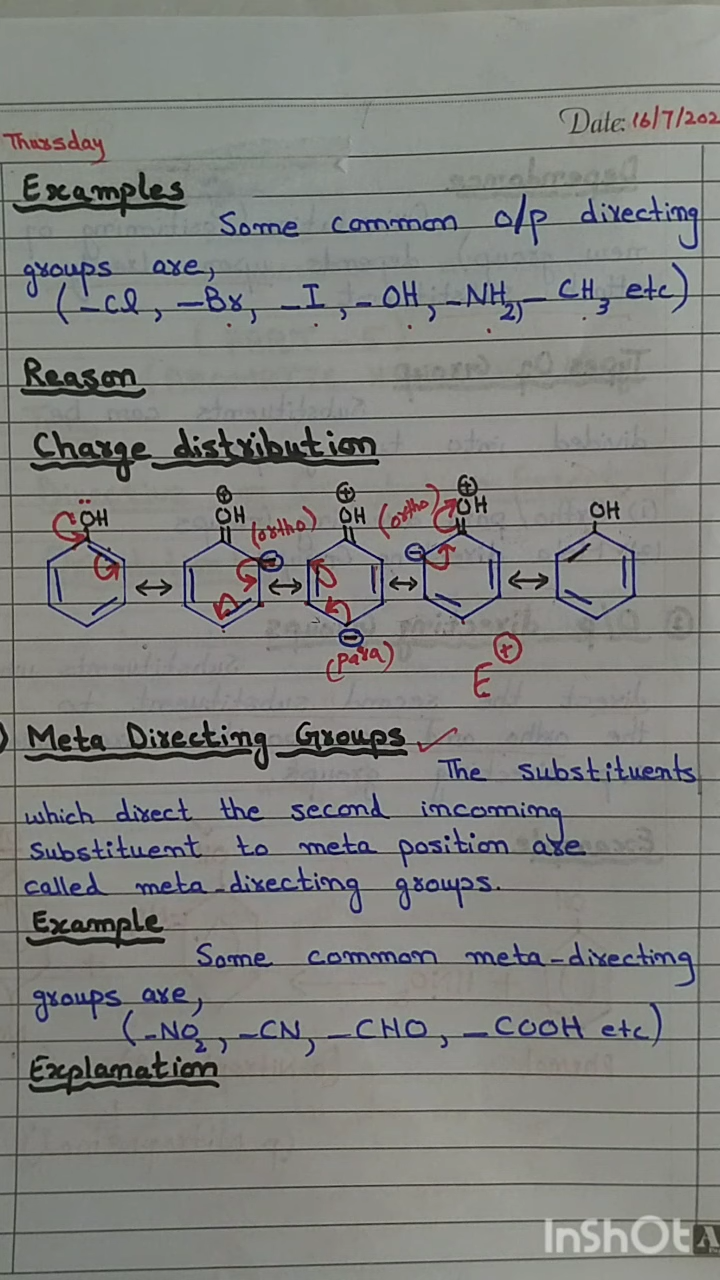 Date: 16/7/202
Thursday
Examples
Some common o/p directing
groups are,
(-Cl, -Br, -I, -OH, -NH2, -CH3 etc)
Reason
Charge distribution
ÖH ⊕OH (ortho) ⊕OH (ortho) ⊕OH OH
⊖ ⊖
↔ ↔ ↔ ↔
⊖
(para)
E⊕
) Meta Directing Groups ✓
The substituents
which direct the second incoming
substituent to meta position are
called meta-directing groups.
Example
Some common meta-directing
groups are,
(-NO2, -CN, -CHO, -COOH etc)
Explanation
InShOt